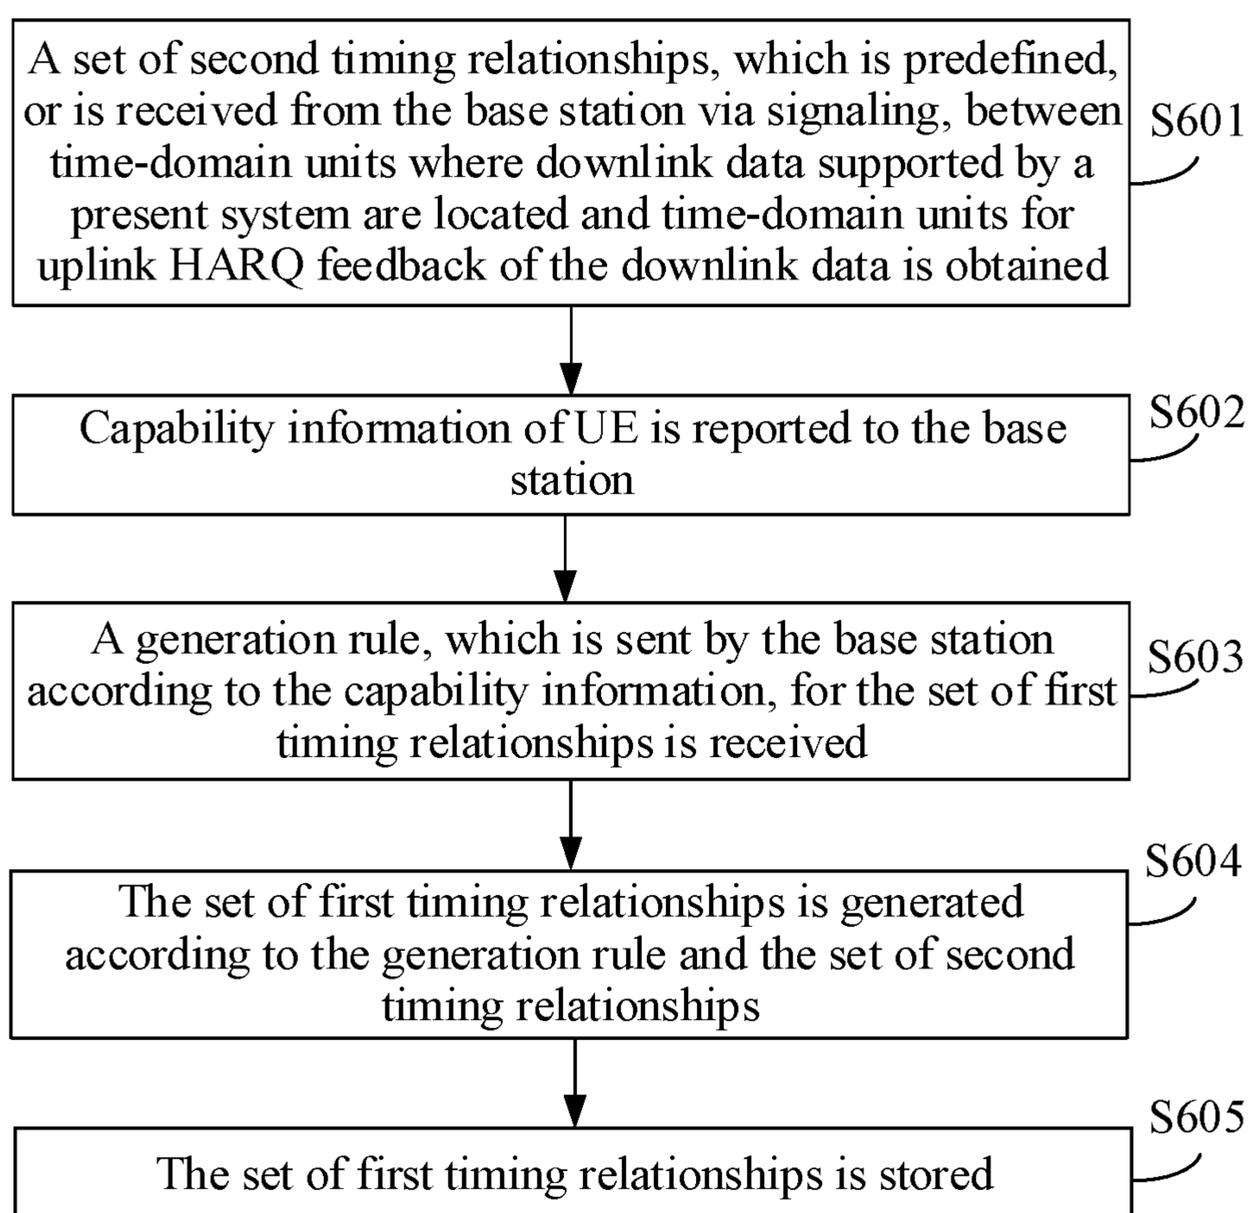 A set of second timing relationships, which is predefined,
or is received from the base station via signaling, between
time-domain units where downlink data supported by a
present system are located and time-domain units for
uplink HARQ feedback of the downlink data is obtained
S601
Capability information of UE is reported to the base
station
S602
A generation rule, which is sent by the base station
according to the capability information, for the set of first
timing relationships is received
S603
The set of first timing relationships is generated
according to the generation rule and the set of second
timing relationships
S604
The set of first timing relationships is stored
S605